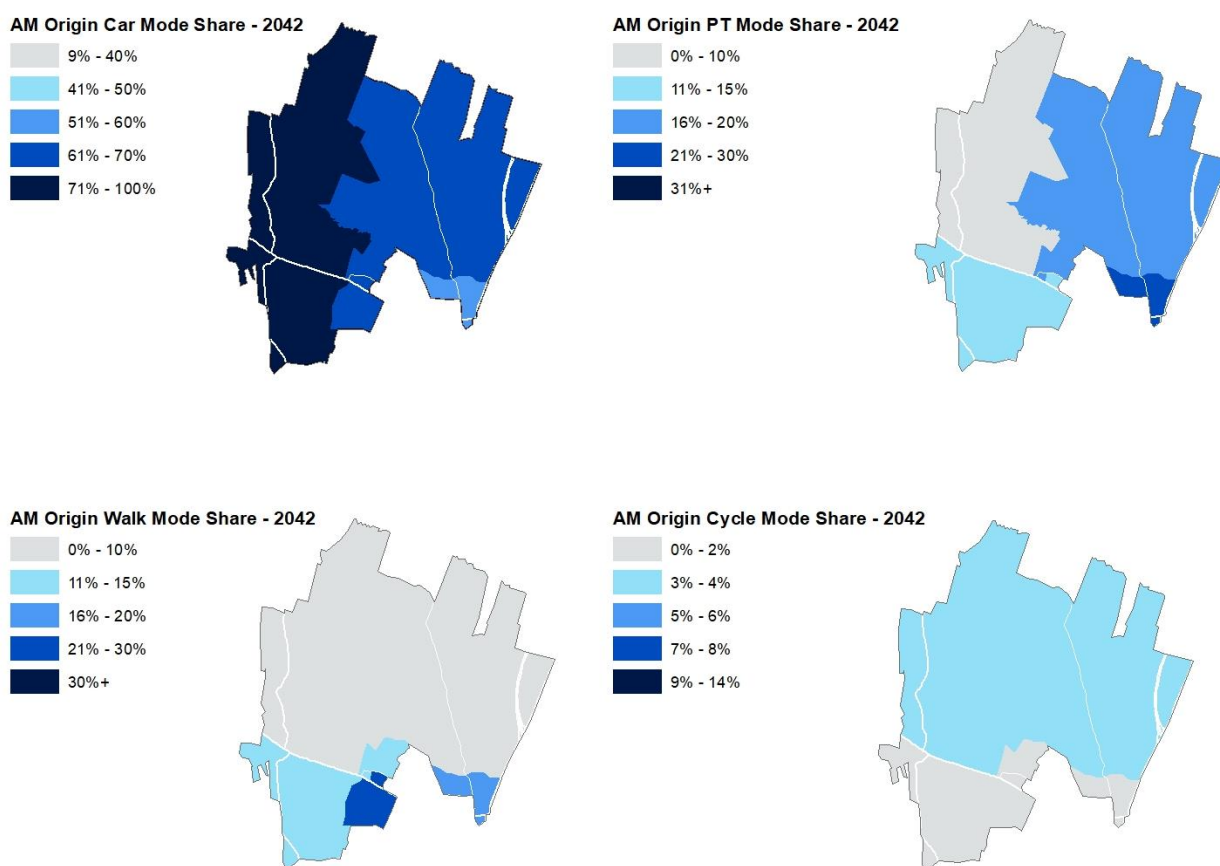 AM Origin Car Mode Share - 2042
9% - 40%
41% - 50%
51% - 60%
61% - 70%
71% - 100%
AM Origin PT Mode Share - 2042
0% - 10%
11% - 15%
16% - 20%
21% - 30%
31%+
AM Origin Walk Mode Share - 2042
0% - 10%
11% - 15%
16% - 20%
21% - 30%
30%+
AM Origin Cycle Mode Share - 2042
0% - 2%
3% - 4%
5% - 6%
7% - 8%
9% - 14%